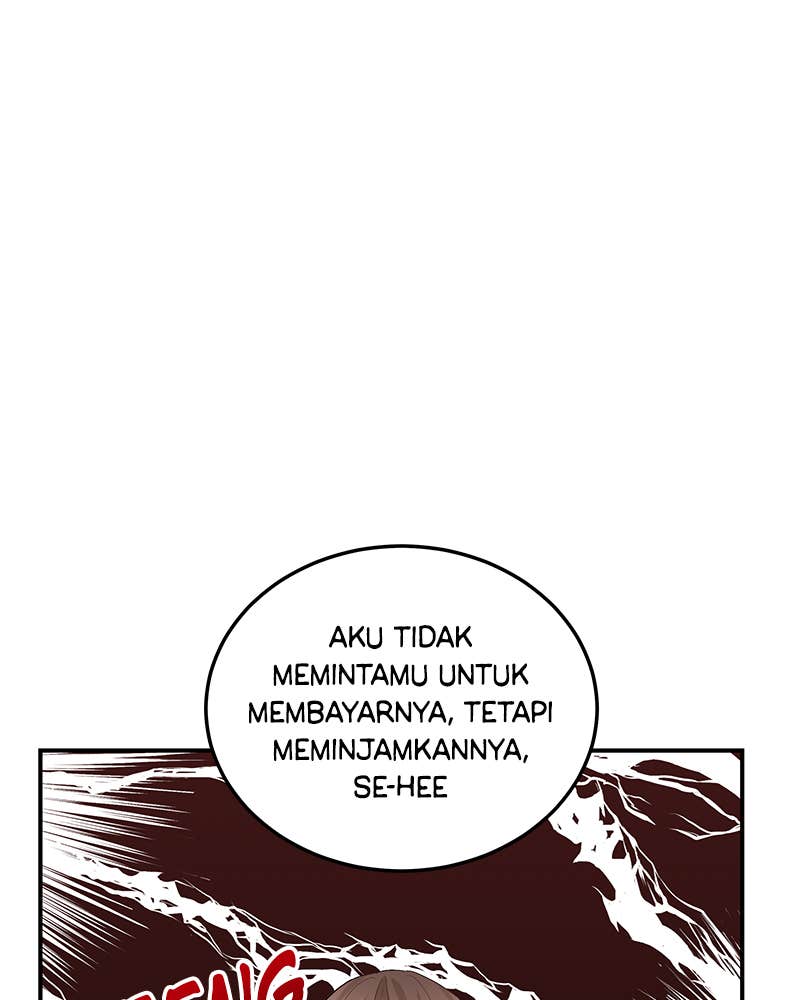 AKU TIDAK
MEMINTAMU UNTUK
MEMBAYARNYA, TETAPI
MEMINJAMKANNYA,
SE-HEE